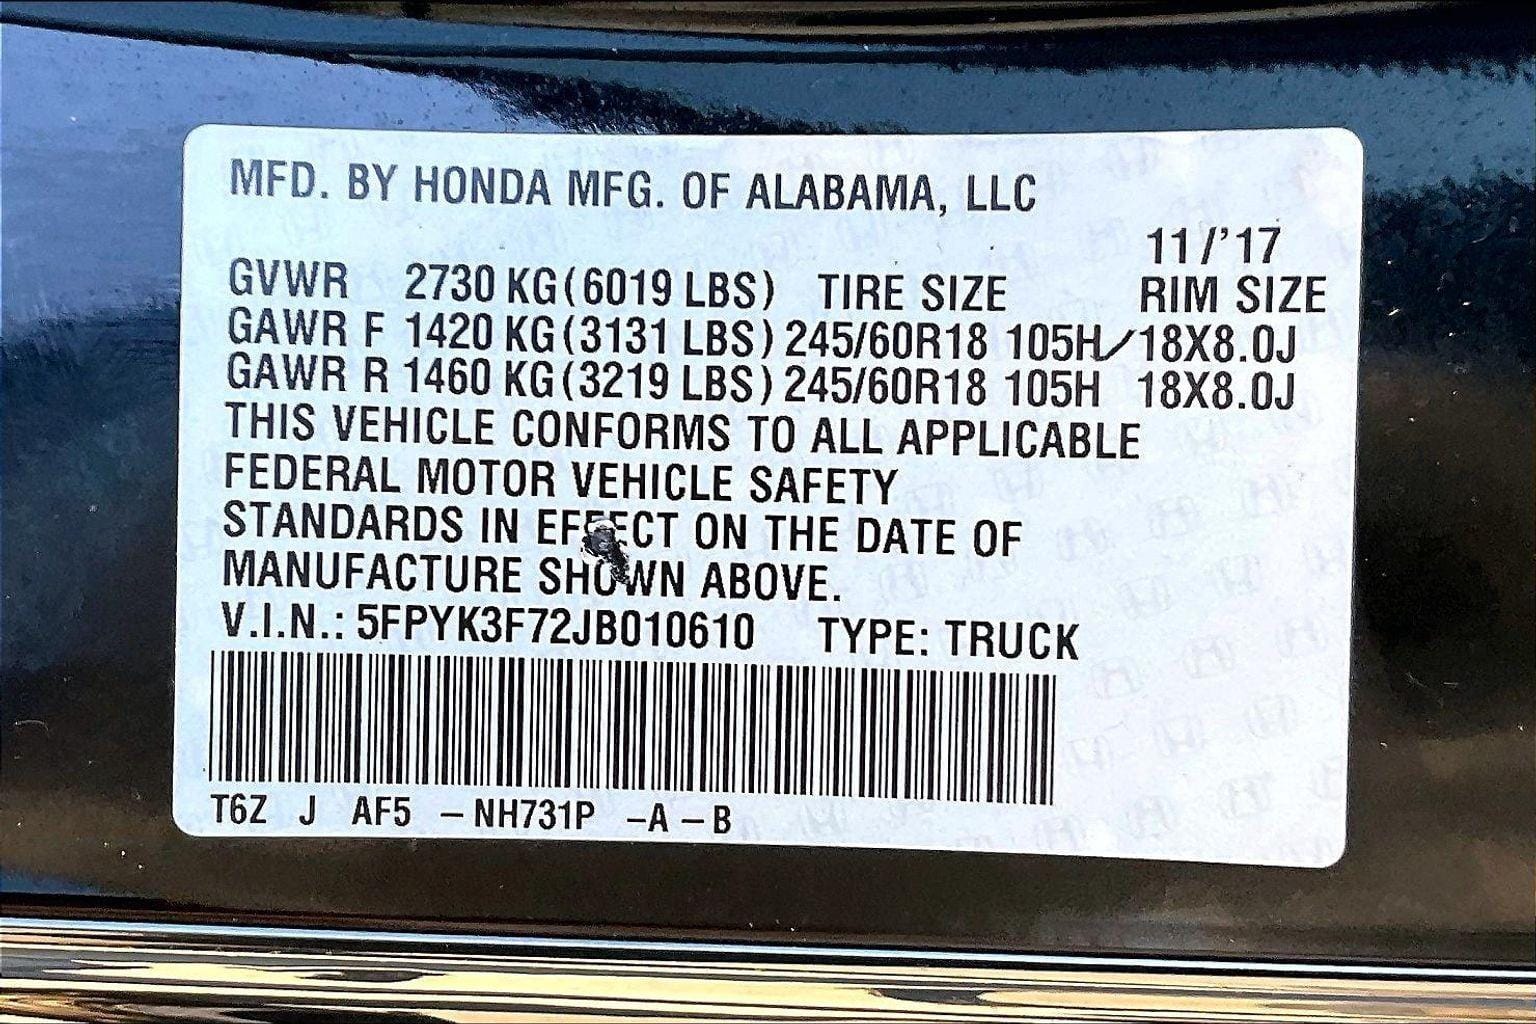 MFD. BY HONDA MFG. OF ALABAMA, LLC
11/'17
GVWR 2730 KG (6019 LBS) TIRE SIZE RIM SIZE
GAWR F 1420 KG (3131 LBS) 245/60R18 105H 18X8.0J
GAWR R 1460 KG (3219 LBS) 245/60R18 105H 18X8.0J
THIS VEHICLE CONFORMS TO ALL APPLICABLE
FEDERAL MOTOR VEHICLE SAFETY
STANDARDS IN EFFECT ON THE DATE OF
MANUFACTURE SHOWN ABOVE.
V.I.N.: 5FPYK3F72JB010610 TYPE: TRUCK
T6Z J AF5 – NH731P –A – B